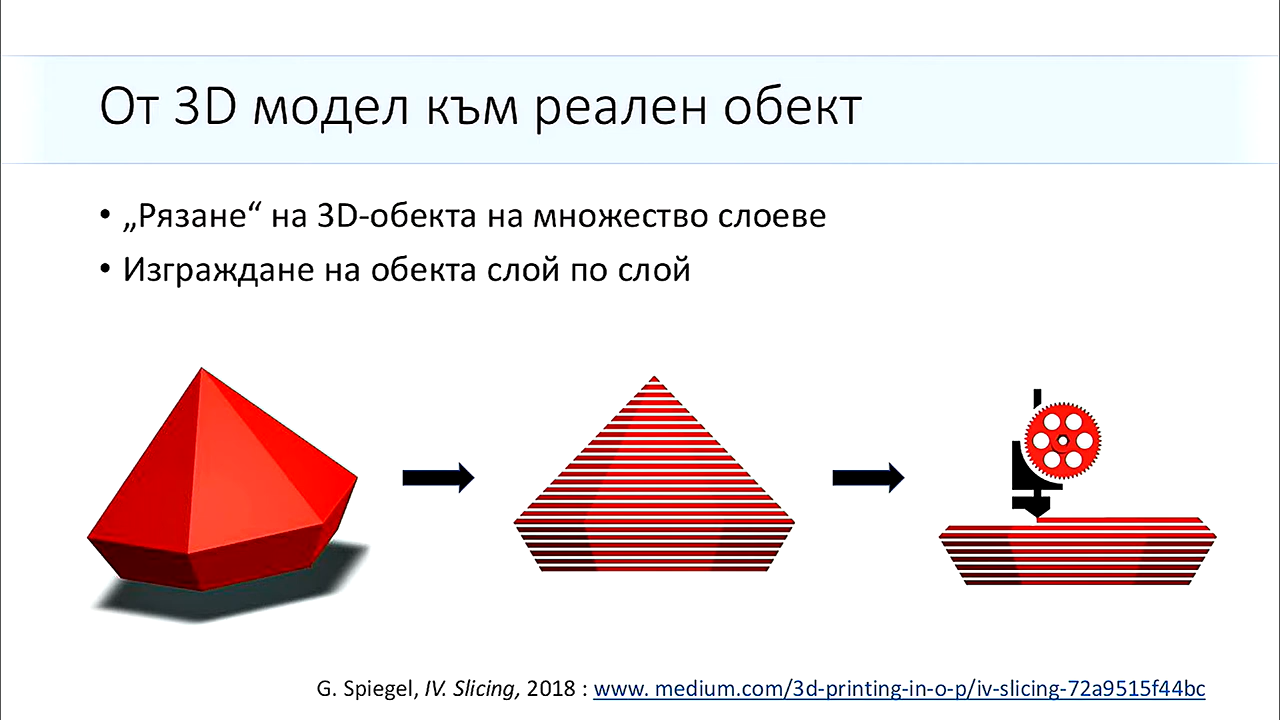 От 3D модел към реален обект
• „Рязане“ на 3D-обекта на множество слоеве
• Изграждане на обекта слой по слой
G. Spiegel, IV. Slicing, 2018 : www. medium.com/3d-printing-in-o-p/iv-slicing-72a9515f44bc